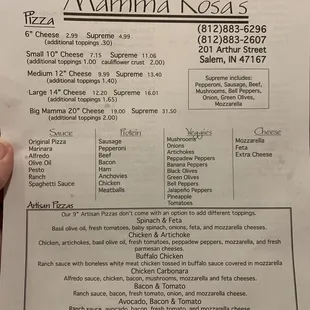 Mamma Rosa's
Pizza
(812)883-6296
(812)883-2607
201 Arthur Street
Salem, IN 47167
6" Cheese 2.99 Supreme 4.99
(additional toppings .30)
Small 10" Cheese 7.15 Supreme 11.06
(additional toppings 1.00 cauliflower crust 2.00)
Medium 12" Cheese 9.99 Supreme 13.40
(additional toppings 1.40)
Large 14" Cheese 12.20 Supreme 16.01
(additional toppings 1.65)
Big Mamma 20" Cheese 19.00 Supreme 31.50
(additional toppings 2.00)
Supreme includes:
Pepperoni, Sausage, Beef,
Mushrooms, Bell Peppers,
Onion, Green Olives,
Mozzarella
Sauce
Original Pizza
Marinara
Alfredo
Olive Oil
Pesto
Ranch
Spaghetti Sauce
Protein
Sausage
Pepperoni
Beef
Bacon
Ham
Anchovies
Chicken
Meatballs
Veggies
Mushrooms
Onions
Artichokes
Peppadew Peppers
Banana Peppers
Black Olives
Green Olives
Bell Peppers
Jalapeño Peppers
Pineapple
Tomatoes
Cheese
Mozzarella
Feta
Extra Cheese
Artisan Pizzas
Our 9" Artisan Pizzas don't come with an option to add different toppings.
Spinach & Feta
Basil olive oil, fresh tomatoes, baby spinach, onions, feta, and mozzarella cheeses.
Chicken & Artichoke
Chicken, artichokes, basil olive oil, fresh tomatoes, peppadew peppers, mozzarella, and fresh
parmesan cheeses.
Buffalo Chicken
Ranch sauce with boneless white meat chicken tossed in buffalo sauce covered in mozzarella
Chicken Carbonara
Alfredo sauce, chicken, bacon, mushrooms, mozzarella and feta cheeses.
Bacon & Tomato
Ranch sauce, bacon, fresh tomato, onion, and mozzarella cheese.
Avocado, Bacon & Tomato
Ranch sauce, avocado, bacon, fresh tomato, and mozzarella cheese